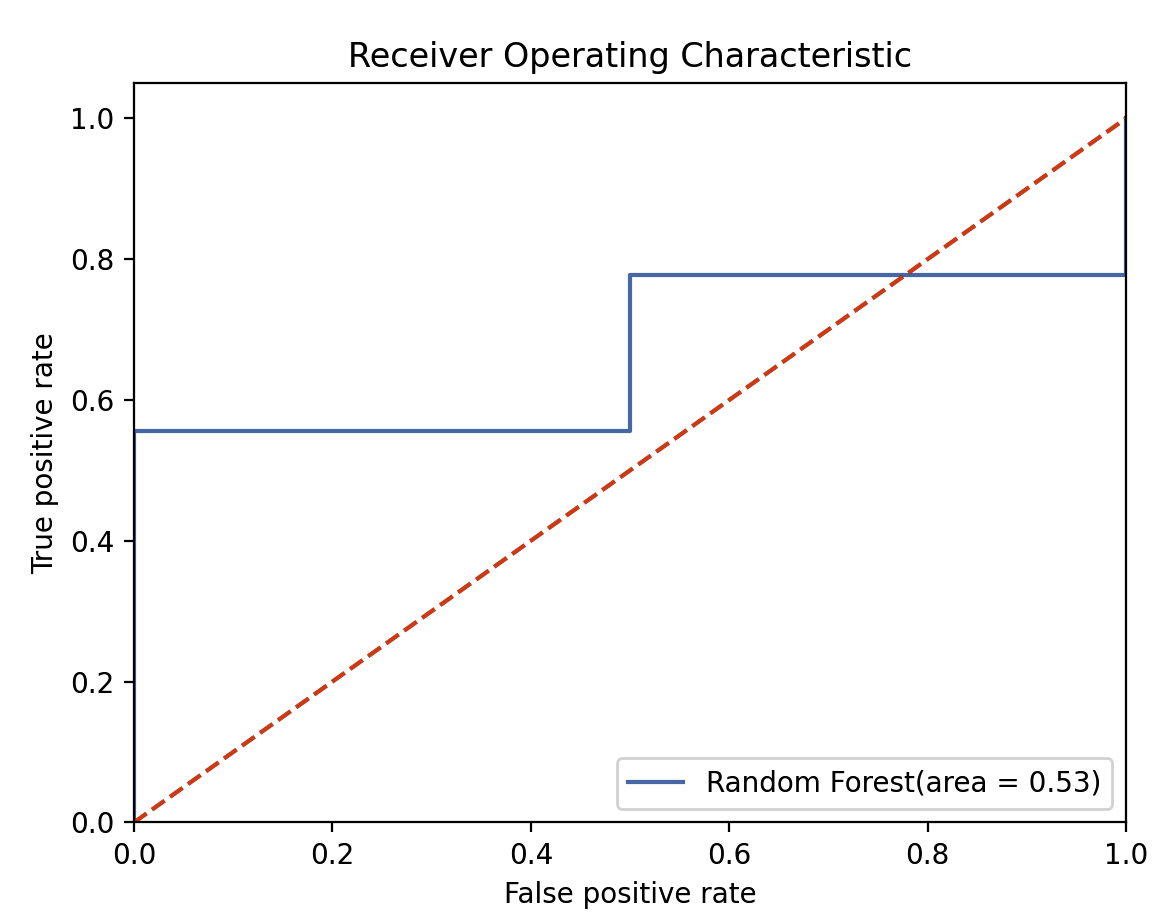 Receiver Operating Characteristic
True positive rate
1.0
0.8
0.6
0.4
0.2
0.0
Random Forest(area = 0.53)
0.0 0.2 0.4 0.6 0.8 1.0
False positive rate